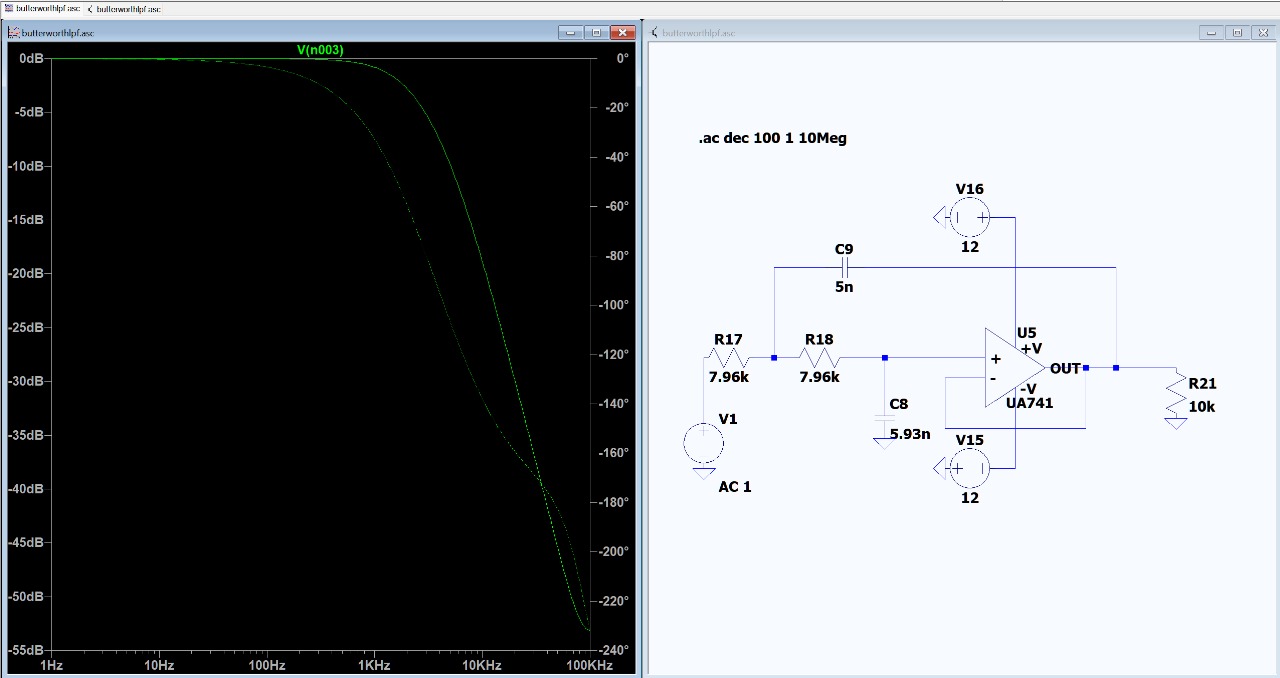 butterworthlpf.asc butterworthlpf.asc
butterworthlpf.asc
V(n003)
0dB
-5dB
-10dB
-15dB
-20dB
-25dB
-30dB
-35dB
-40dB
-45dB
-50dB
-55dB
0°
-20°
-40°
-60°
-80°
-100°
-120°
-140°
-160°
-180°
-200°
-220°
-240°
1Hz 10Hz 100Hz 1KHz 10KHz 100KHz
butterworthlpf.asc
.ac dec 100 1 10Meg
V16
12
C9
5n
R17
7.96k
R18
7.96k
U5
+V
+
-
OUT
-V
UA741
R21
10k
C8
5.93n
V1
AC 1
V15
12